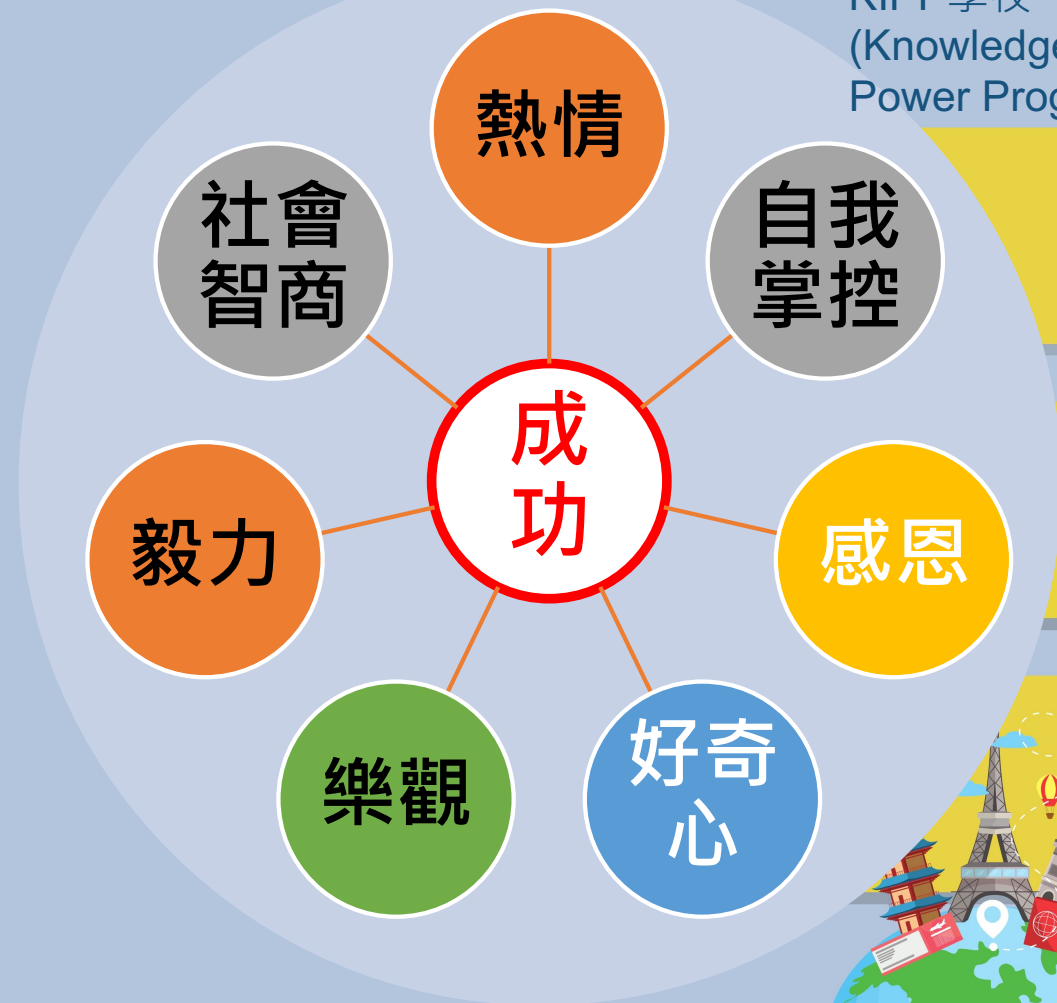 (Knowledge
Power Prog
熱情
自我
掌控
感恩
好奇
心
樂觀
毅力
社會
智商
成
功